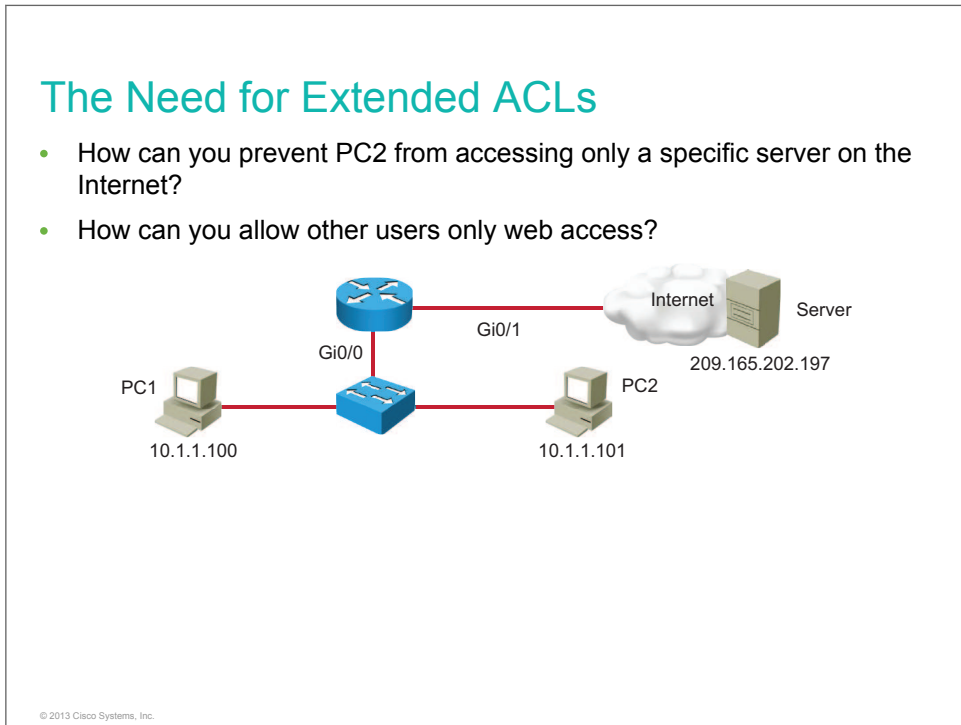 The Need for Extended ACLs
• How can you prevent PC2 from accessing only a specific server on the
Internet?
• How can you allow other users only web access?
Internet
Server
Gi0/1
Gi0/0
209.165.202.197
PC1
PC2
10.1.1.100
10.1.1.101
© 2013 Cisco Systems, Inc.